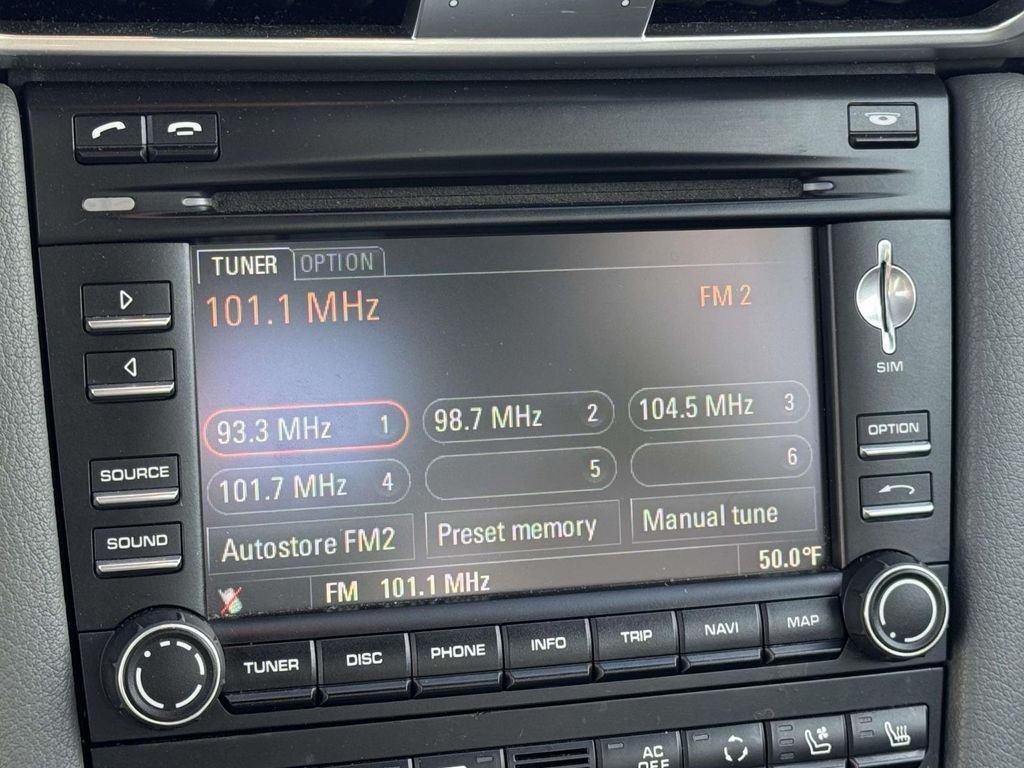 TUNER OPTION
101.1 MHz FM 2
93.3 MHz 1 98.7 MHz 2 104.5 MHz 3
101.7 MHz 4 5 6
Autostore FM2 Preset memory Manual tune
FM 101.1 MHz 50.0°F
SOURCE
SOUND
SIM
OPTION
TUNER DISC PHONE INFO TRIP NAVI MAP
AC
OFF